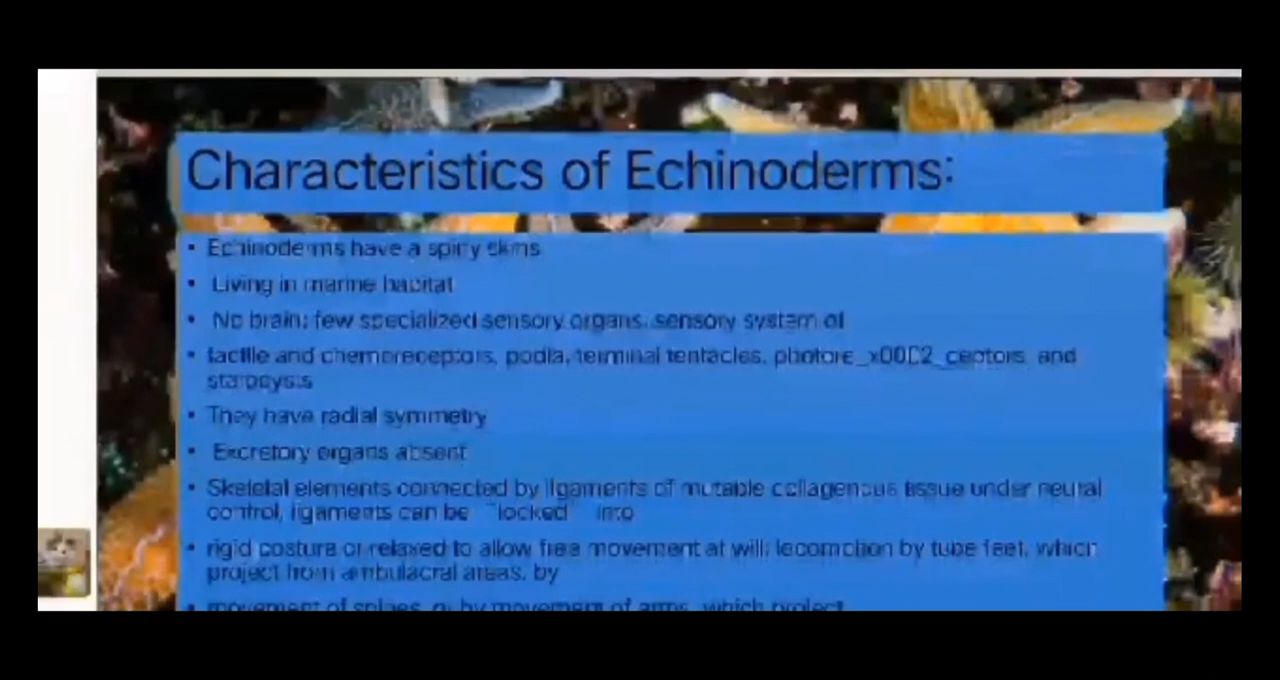 Characteristics of Echinoderms:
• Echinoderms have a spiny skins
• Living in marine habitat
• No brain; few specialized sensory organs. sensory system of
• tactile and chemoreceptors, podia, terminal tentacles, photore_x0002_ceptors, and
statocysts
• They have radial symmetry
• Excretory organs absent
• Skeletal elements connected by ligaments of mutable collagenous tissue under neural
control, ligaments can be "locked" into
• rigid posture or relaxed to allow free movement at will; locomotion by tube feet, which
project from ambulacral areas, by
• movement of spines, or by movement of arms, which project